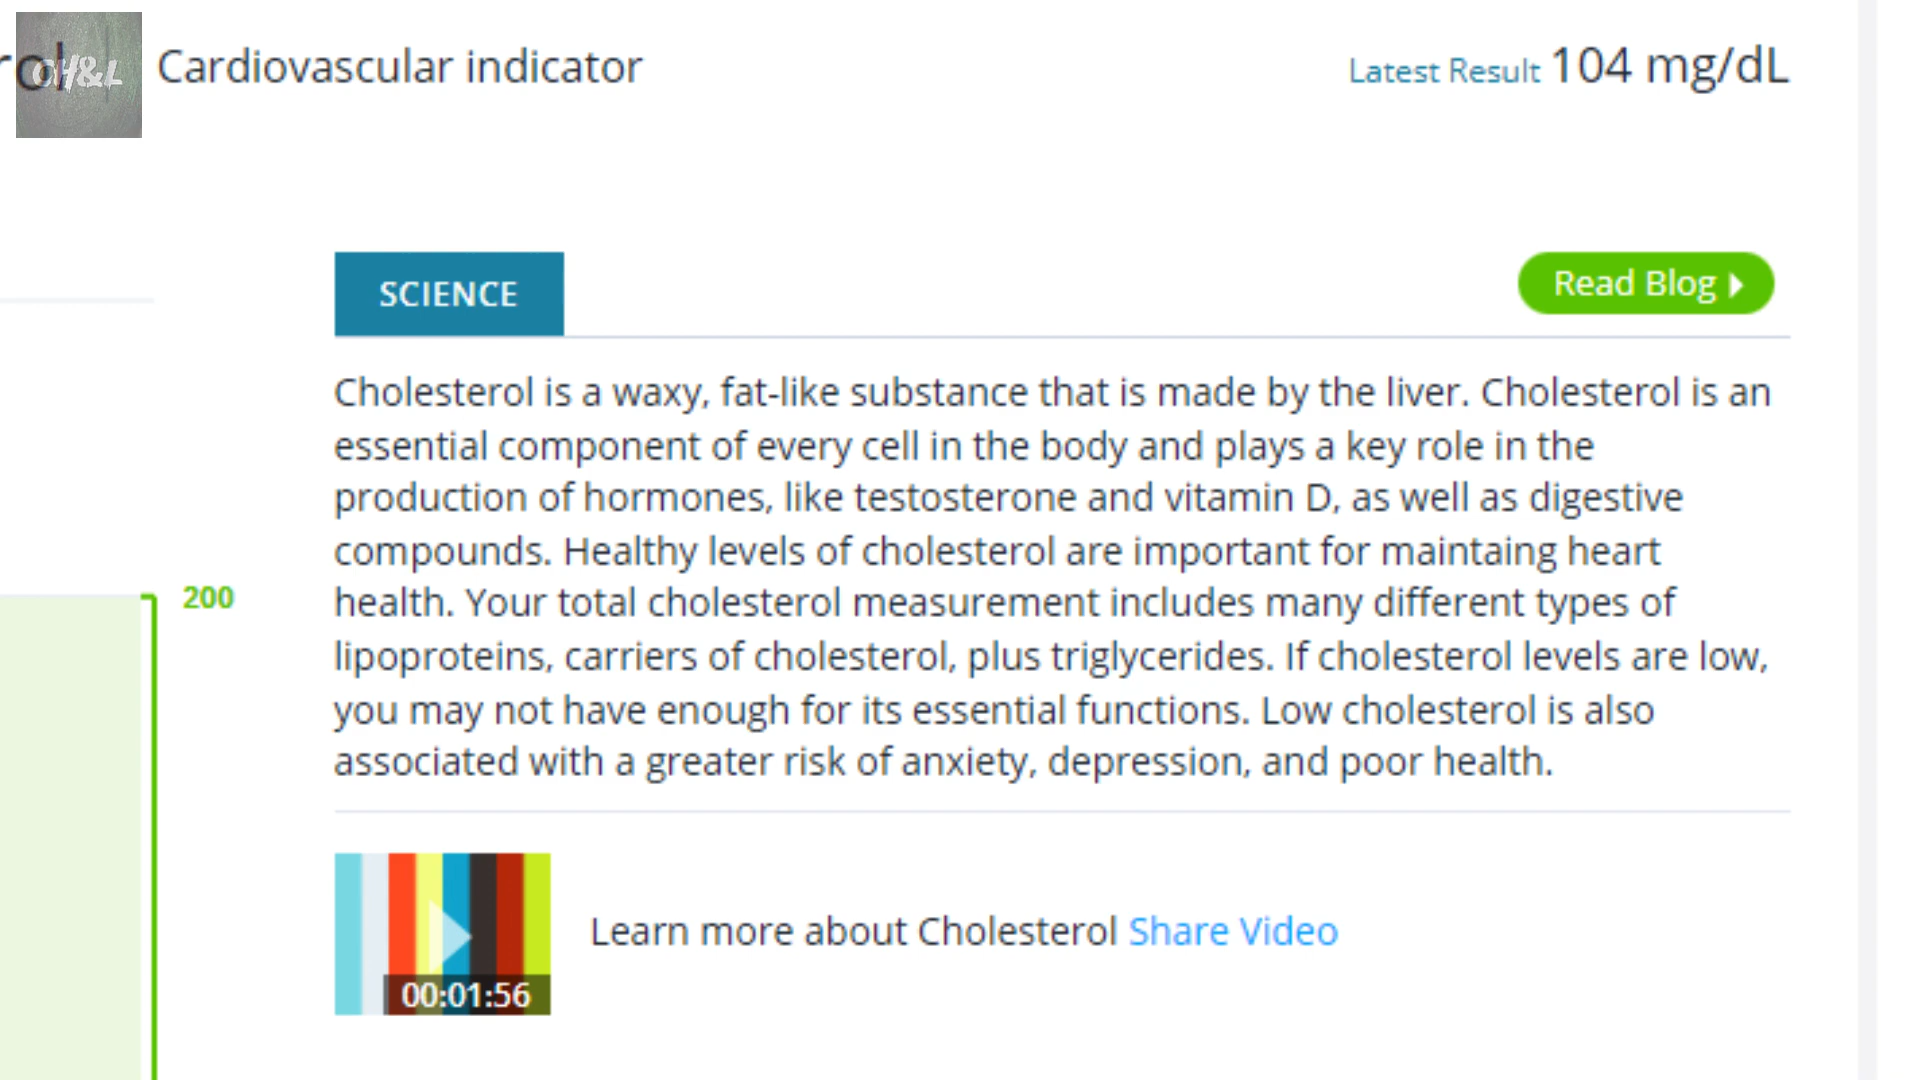 rol
CH&L
Cardiovascular indicator
Latest Result 104 mg/dL
SCIENCE
Read Blog
Cholesterol is a waxy, fat-like substance that is made by the liver. Cholesterol is an
essential component of every cell in the body and plays a key role in the
production of hormones, like testosterone and vitamin D, as well as digestive
compounds. Healthy levels of cholesterol are important for maintaing heart
health. Your total cholesterol measurement includes many different types of
lipoproteins, carriers of cholesterol, plus triglycerides. If cholesterol levels are low,
you may not have enough for its essential functions. Low cholesterol is also
associated with a greater risk of anxiety, depression, and poor health.
200
00:01:56
Learn more about Cholesterol Share Video